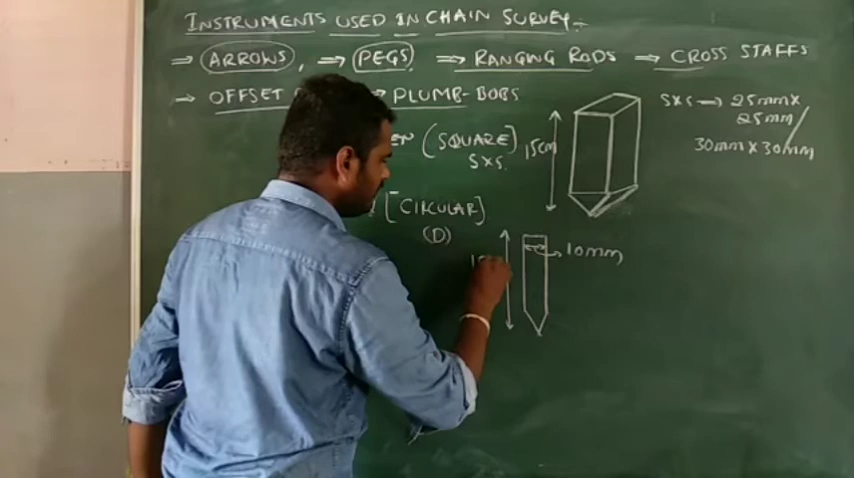 INSTRUMENTS USED IN CHAIN SURVEY:-
⇒ ARROWS, ⇒ PEGS ⇒ RANGING RODS → CROSS STAFFS
→ OFFSET PLUMB-BOBS
[SQUARE] SXS.
15cm
SXS → 25mm X 25mm /
30mm X 30mm
[CIRCULAR]
(D)
10mm